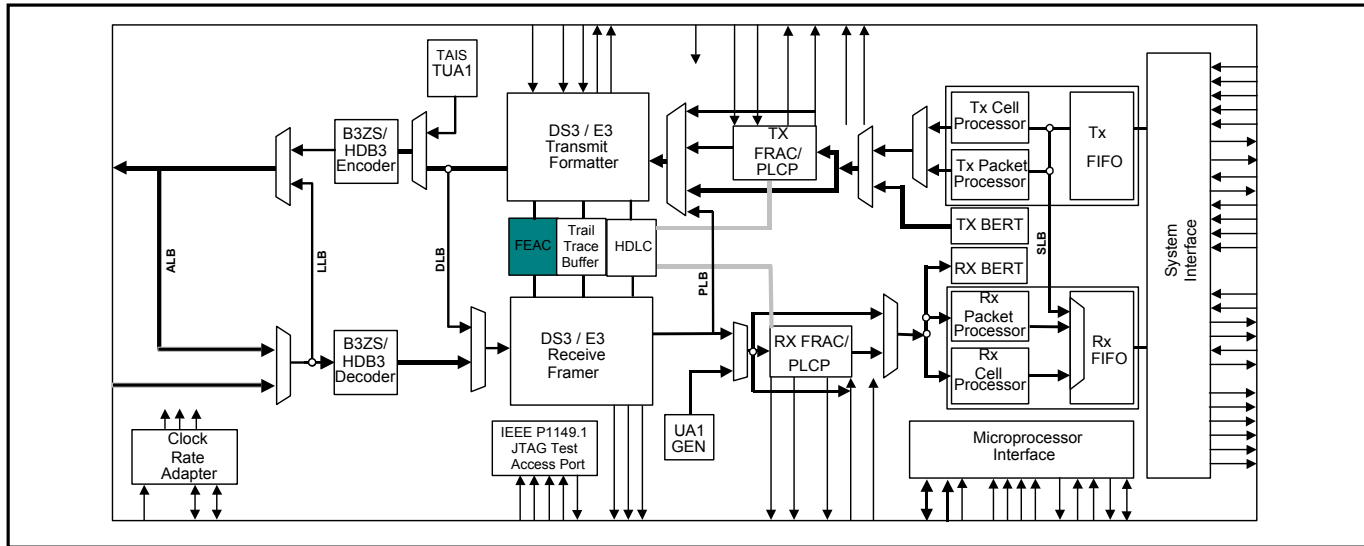 TAIS
TUA1
B3ZS/
HDB3
Encoder
DS3 / E3
Transmit
Formatter
TX
FRAC/
PLCP
Tx Cell
Processor
Tx Packet
Processor
Tx
FIFO
TX BERT
RX BERT
System
Interface
FEAC
Trail
Trace
Buffer
HDLC
ALB
LLB
DLB
PLB
SLB
B3ZS/
HDB3
Decoder
DS3 / E3
Receive
Framer
RX FRAC/
PLCP
Rx
Packet
Processor
Rx
Cell
Processor
Rx
FIFO
UA1
GEN
Clock
Rate
Adapter
IEEE P1149.1
JTAG Test
Access Port
Microprocessor
Interface